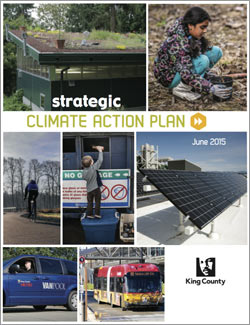 strategic
CLIMATE ACTION PLAN
June 2015
NO GARBAGE
VANPOOL
King County